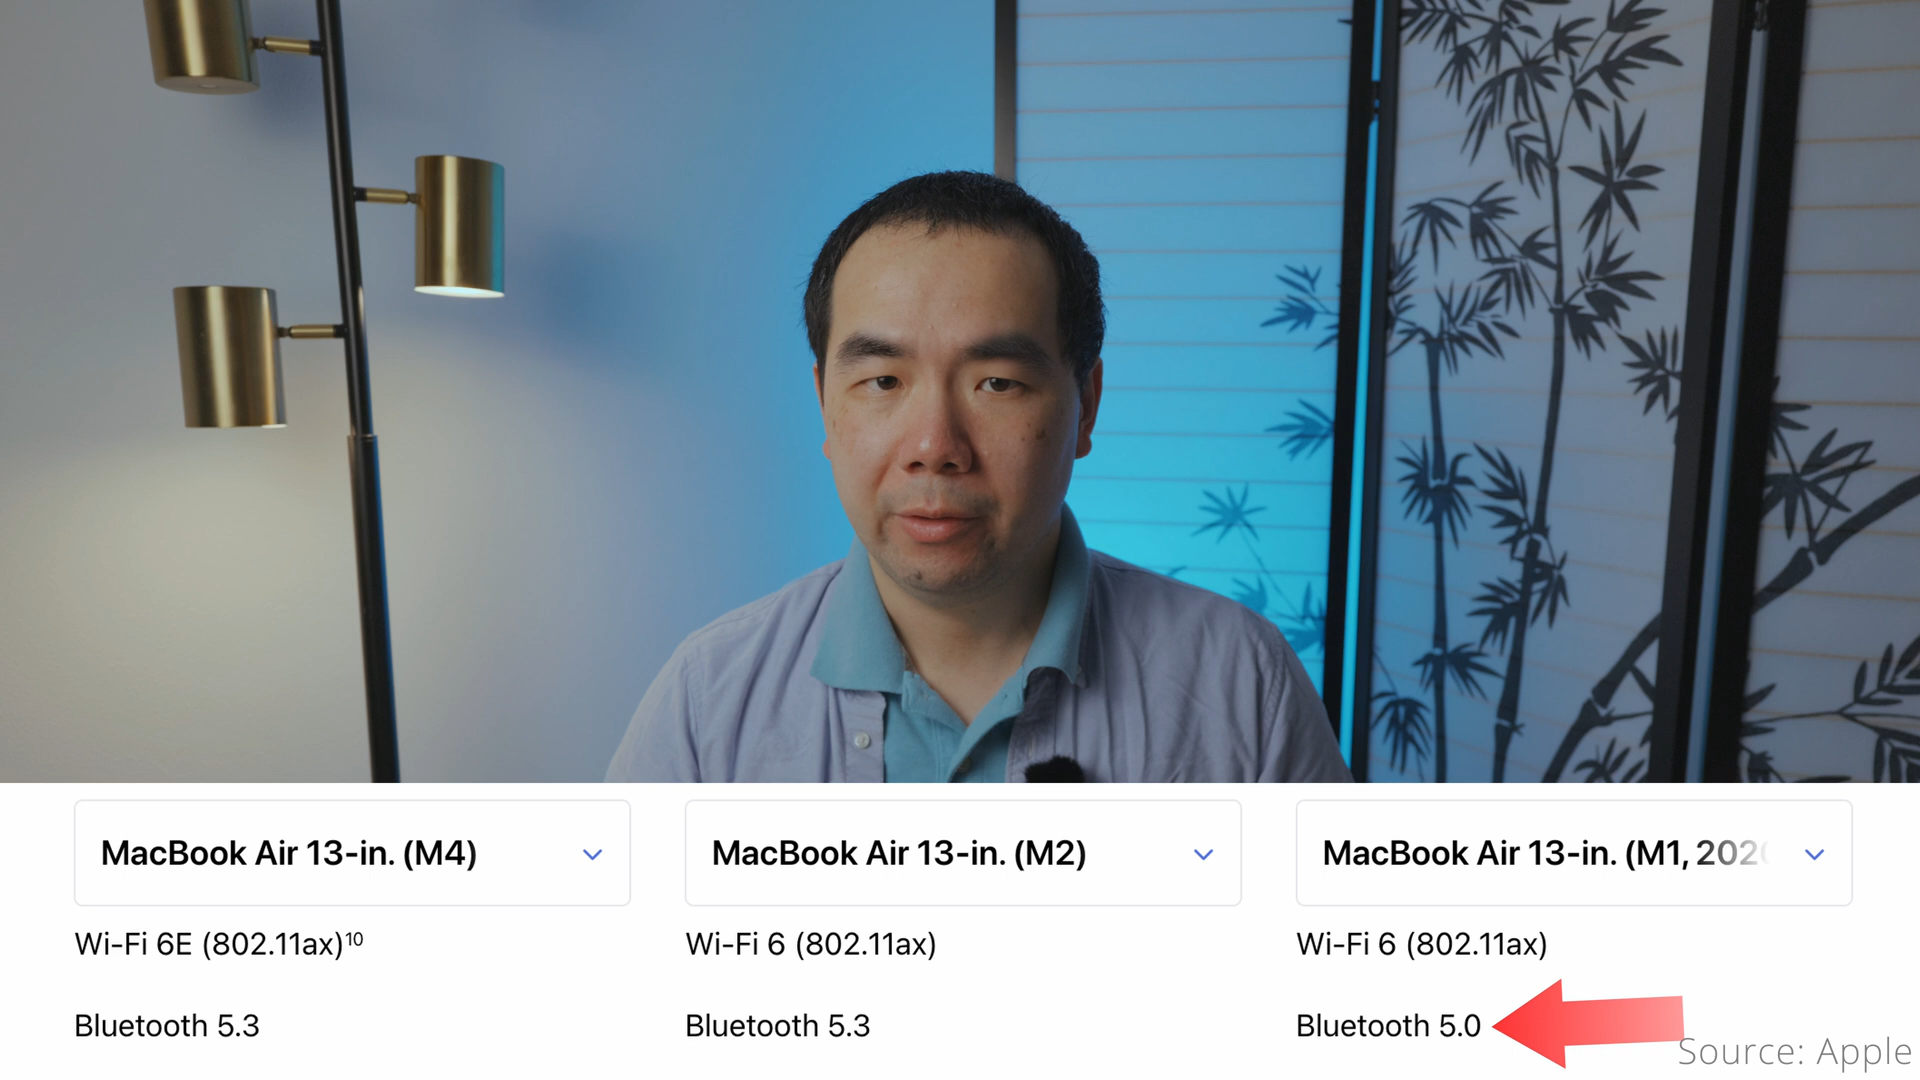 MacBook Air 13-in. (M4)
MacBook Air 13-in. (M2)
MacBook Air 13-in. (M1, 202
Wi-Fi 6E (802.11ax)10
Wi-Fi 6 (802.11ax)
Wi-Fi 6 (802.11ax)
Bluetooth 5.3
Bluetooth 5.3
Bluetooth 5.0
Source: Apple